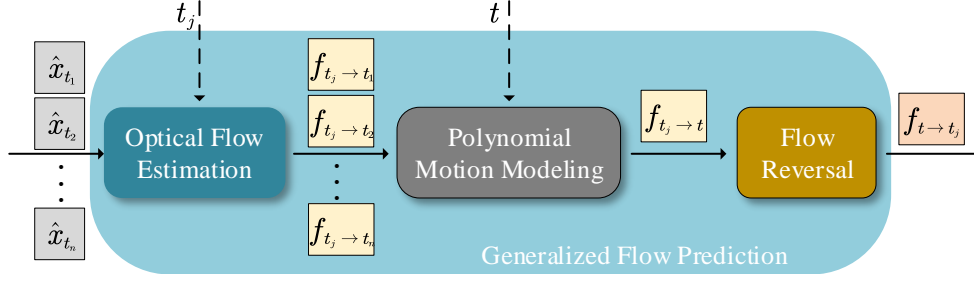 t_j
t
x̂_{t_1}
x̂_{t_2}
⋮
x̂_{t_n}
Optical Flow
Estimation
f_{t_j → t_1}
f_{t_j → t_2}
⋮
f_{t_j → t_n}
Polynomial
Motion Modeling
f_{t_j → t}
Flow
Reversal
f_{t → t_j}
Generalized Flow Prediction